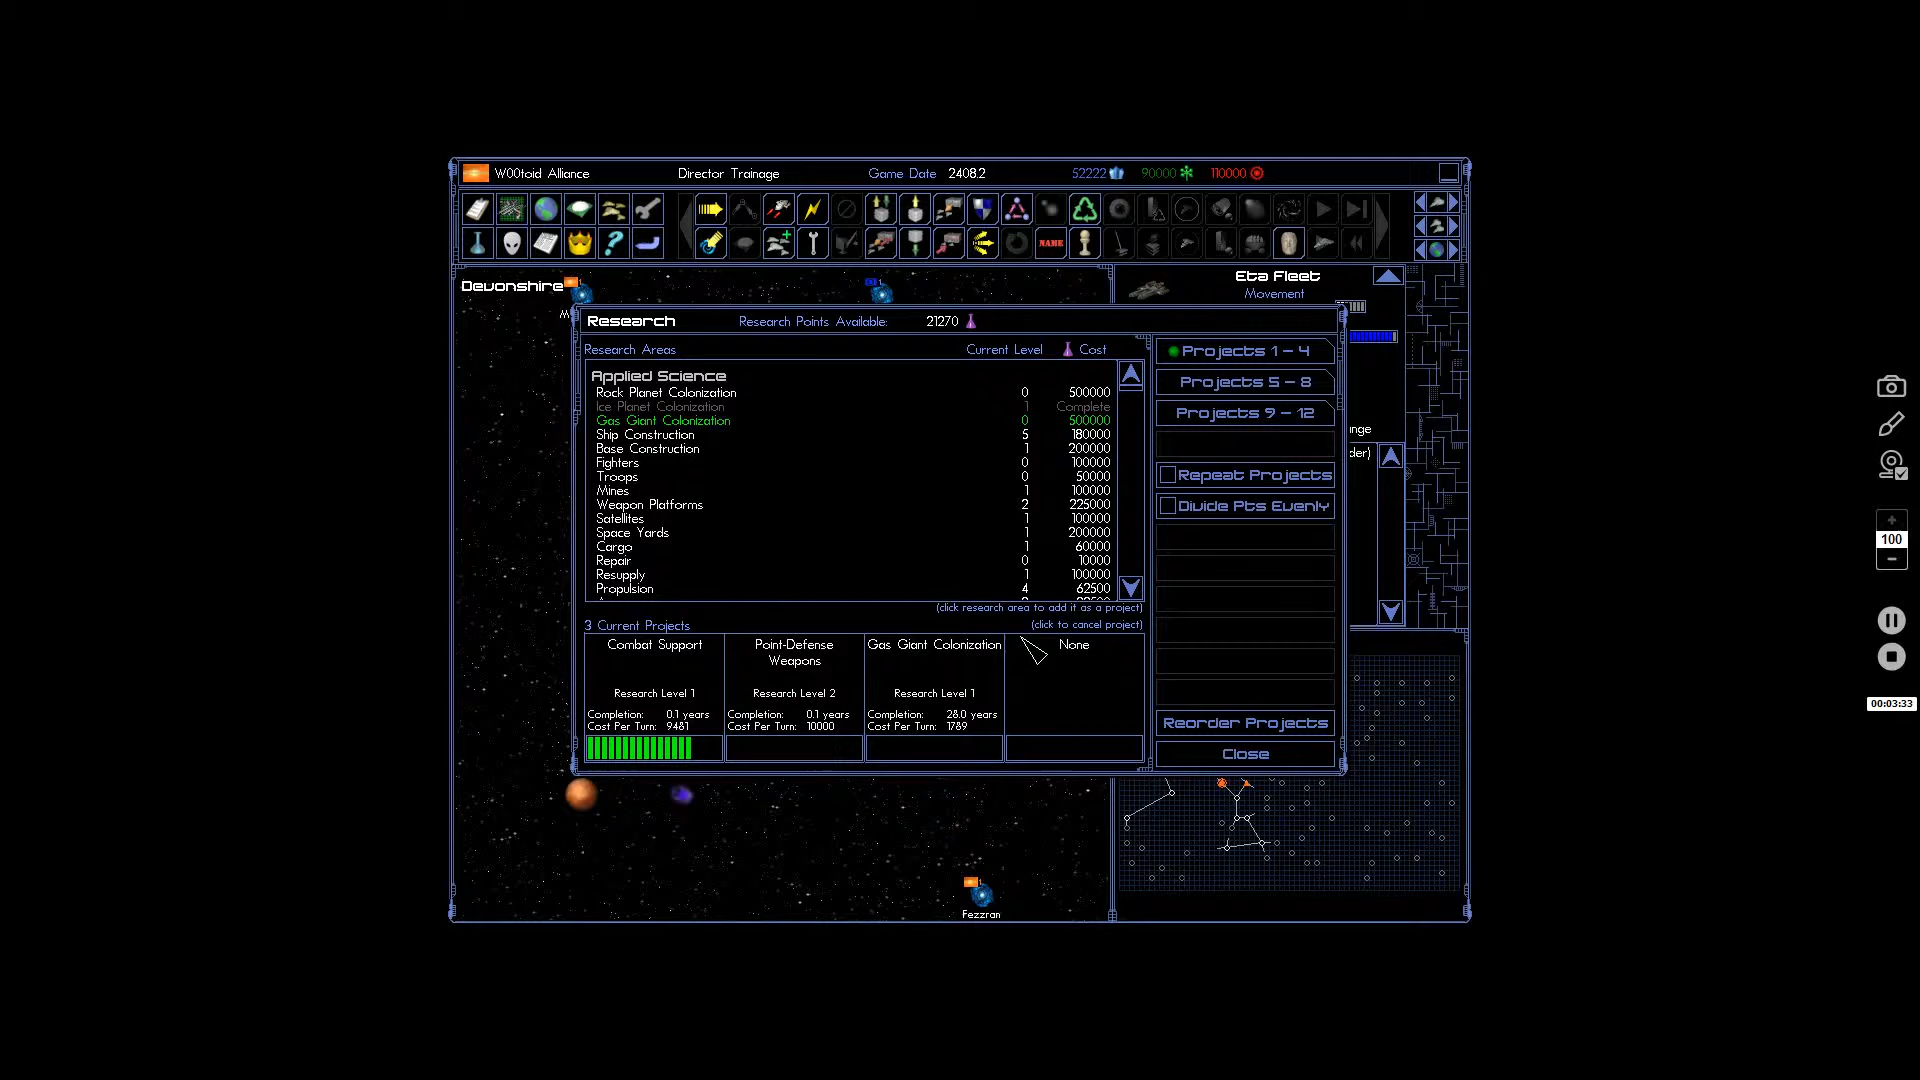 W00toid Alliance Director Trainage Game Date 2408.2 52222 90000 110000
NAME
Devonshire
Eta Fleet
Movement
Research Research Points Available: 21270
Research Areas Current Level Cost
Applied Science
Rock Planet Colonization 0 500000
Ice Planet Colonization 1 Complete
Gas Giant Colonization 0 500000
Ship Construction 5 180000
Base Construction 1 200000
Fighters 0 100000
Troops 0 50000
Mines 1 100000
Weapon Platforms 2 225000
Satellites 1 100000
Space Yards 1 200000
Cargo 1 60000
Repair 0 10000
Resupply 1 100000
Propulsion 4 62500
(click research area to add it as a project)
3 Current Projects (click to cancel project)
Combat Support
Research Level 1
Completion: 0.1 years
Cost Per Turn: 9481
Point-Defense
Weapons
Research Level 2
Completion: 0.1 years
Cost Per Turn: 10000
Gas Giant Colonization
Research Level 1
Completion: 28.0 years
Cost Per Turn: 1789
None
Projects 1 - 4
Projects 5 - 8
Projects 9 - 12
Repeat Projects
Divide Pts Evenly
Reorder Projects
Close
nge
der)
Fezzran
100
00:03:33